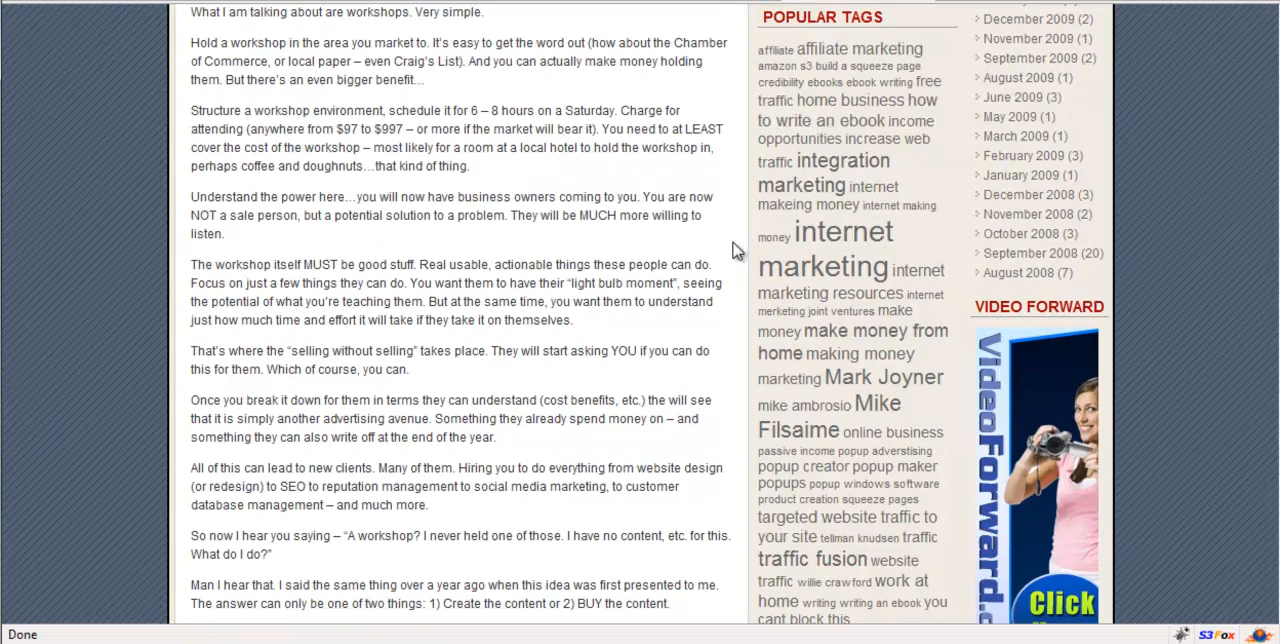 What I am talking about are workshops. Very simple.
Hold a workshop in the area you market to. It's easy to get the word out (how about the Chamber
of Commerce, or local paper – even Craig's List). And you can actually make money holding
them. But there's an even bigger benefit…
Structure a workshop environment, schedule it for 6 – 8 hours on a Saturday. Charge for
attending (anywhere from $97 to $997 – or more if the market will bear it). You need to at LEAST
cover the cost of the workshop – most likely for a room at a local hotel to hold the workshop in,
perhaps coffee and doughnuts…that kind of thing.
Understand the power here…you will now have business owners coming to you. You are now
NOT a sale person, but a potential solution to a problem. They will be MUCH more willing to
listen.
The workshop itself MUST be good stuff. Real usable, actionable things these people can do.
Focus on just a few things they can do. You want them to have their “light bulb moment”, seeing
the potential of what you're teaching them. But at the same time, you want them to understand
just how much time and effort it will take if they take it on themselves.
That's where the “selling without selling” takes place. They will start asking YOU if you can do
this for them. Which of course, you can.
Once you break it down for them in terms they can understand (cost benefits, etc.) the will see
that it is simply another advertising avenue. Something they already spend money on – and
something they can also write off at the end of the year.
All of this can lead to new clients. Many of them. Hiring you to do everything from website design
(or redesign) to SEO to reputation management to social media marketing, to customer
database management – and much more.
So now I hear you saying – “A workshop? I never held one of those. I have no content, etc. for this.
What do I do?”
Man I hear that. I said the same thing over a year ago when this idea was first presented to me.
The answer can only be one of two things: 1) Create the content or 2) BUY the content.
POPULAR TAGS
affiliate affiliate marketing
amazon s3 build a squeeze page
credibility ebooks ebook writing free
traffic home business how
to write an ebook income
opportunities increase web
traffic integration
marketing internet
makeing money internet making
money internet
marketing internet
marketing resources internet
merketing joint ventures make
money make money from
home making money
marketing Mark Joyner
mike ambrosio Mike
Filsaime online business
passive income popup adverstising
popup creator popup maker
popups popup windows software
product creation squeeze pages
targeted website traffic to
your site tellman knudsen traffic
traffic fusion website
traffic willie crawford work at
home writing writing an ebook you
cant block this
December 2009 (2)
November 2009 (1)
September 2009 (2)
August 2009 (1)
June 2009 (3)
May 2009 (1)
March 2009 (1)
February 2009 (3)
January 2009 (1)
December 2008 (3)
November 2008 (2)
October 2008 (3)
September 2008 (20)
August 2008 (7)
VIDEO FORWARD
VideoForward.c
Click
Done
S3Fox